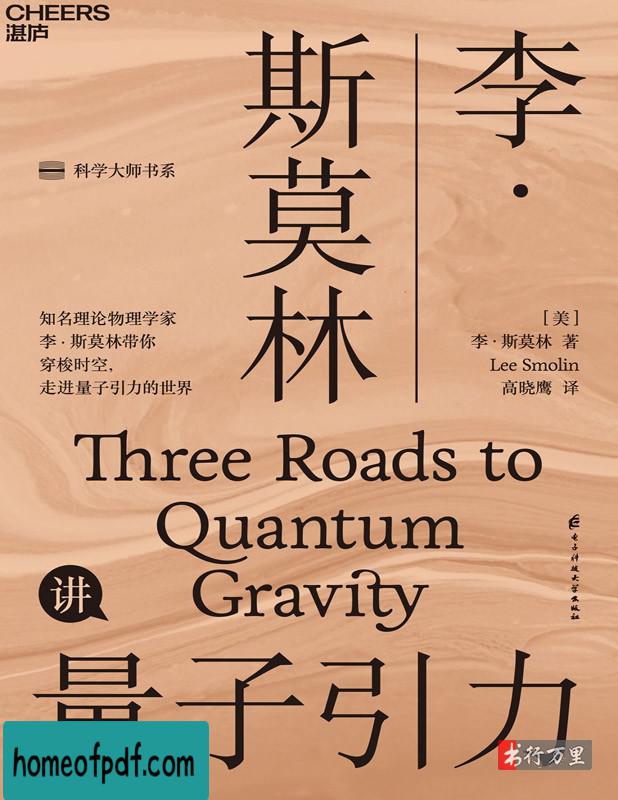 CHEERS
湛庐
李·
斯莫林
科学大师书系
知名理论物理学家
李·斯莫林带你
穿梭时空,
走进量子引力的世界
[美]
李·斯莫林 著
Lee Smolin
高晓鹰 译
Three Roads to
Quantum
Gravity
电子科技大学出版社
讲
量子引力
homeofpdf.com
书行万里